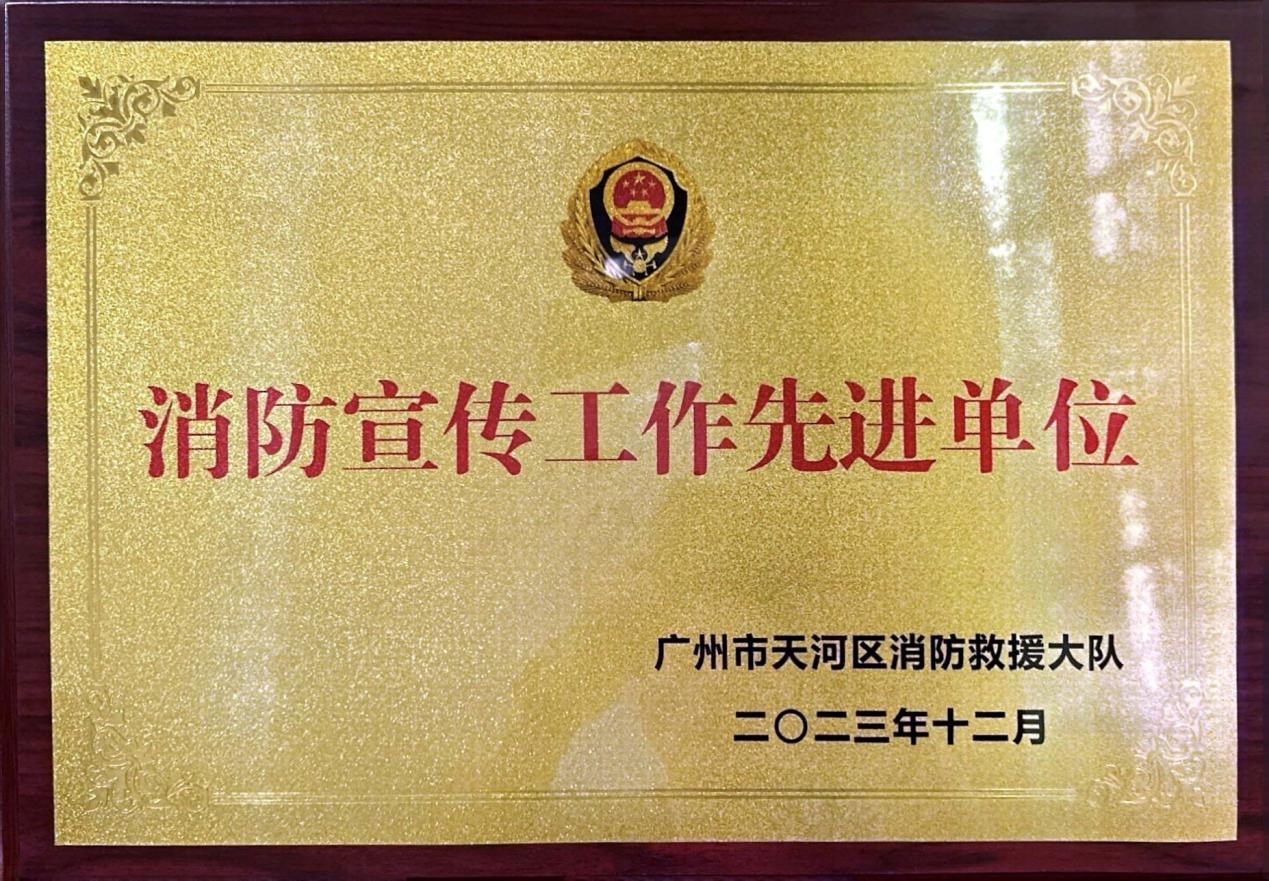 消防宣传工作先进单位
广州市天河区消防救援大队
二〇二三年十二月